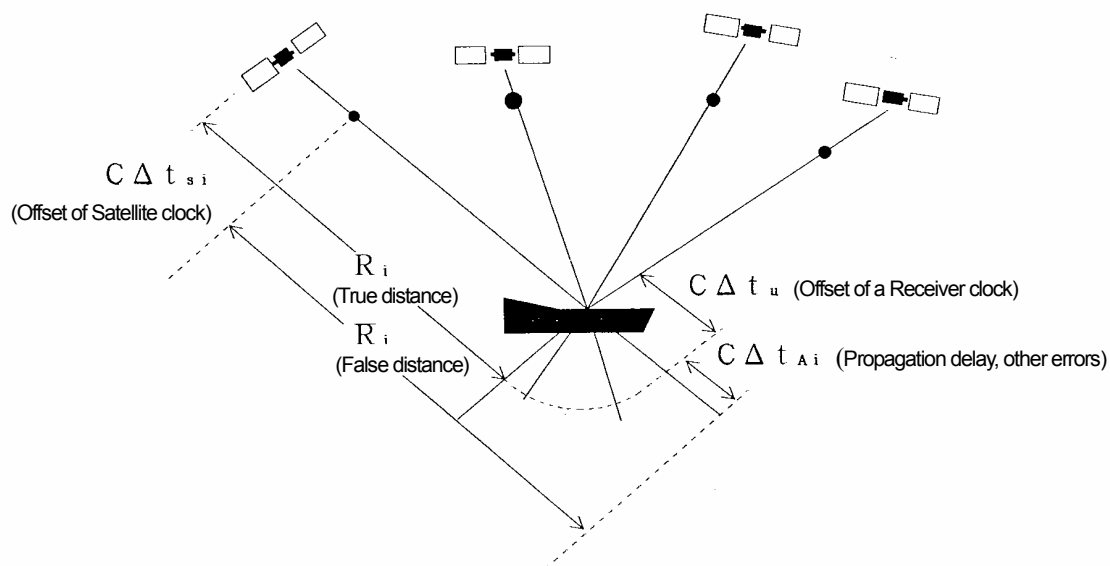 C Δ t s i
(Offset of Satellite clock)
R i
(True distance)
R i
(False distance)
C Δ t u (Offset of a Receiver clock)
C Δ t A i (Propagation delay, other errors)